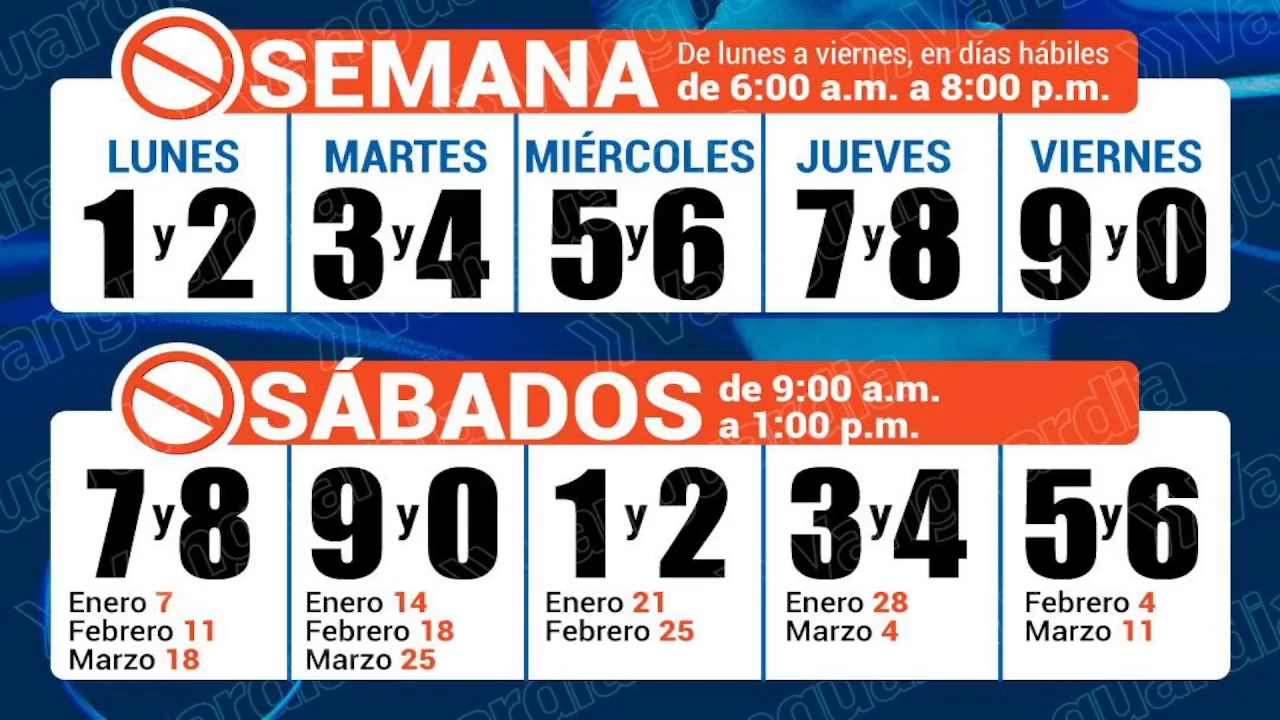 SEMANA
De lunes a viernes, en días hábiles
de 6:00 a.m. a 8:00 p.m.
LUNES
1 y 2
MARTES
3 y 4
MIÉRCOLES
5 y 6
JUEVES
7 y 8
VIERNES
9 y 0
SÁBADOS
de 9:00 a.m.
a 1:00 p.m.
7 y 8
Enero 7
Febrero 11
Marzo 18
9 y 0
Enero 14
Febrero 18
Marzo 25
1 y 2
Enero 21
Febrero 25
3 y 4
Enero 28
Marzo 4
5 y 6
Febrero 4
Marzo 11
Vanguardia